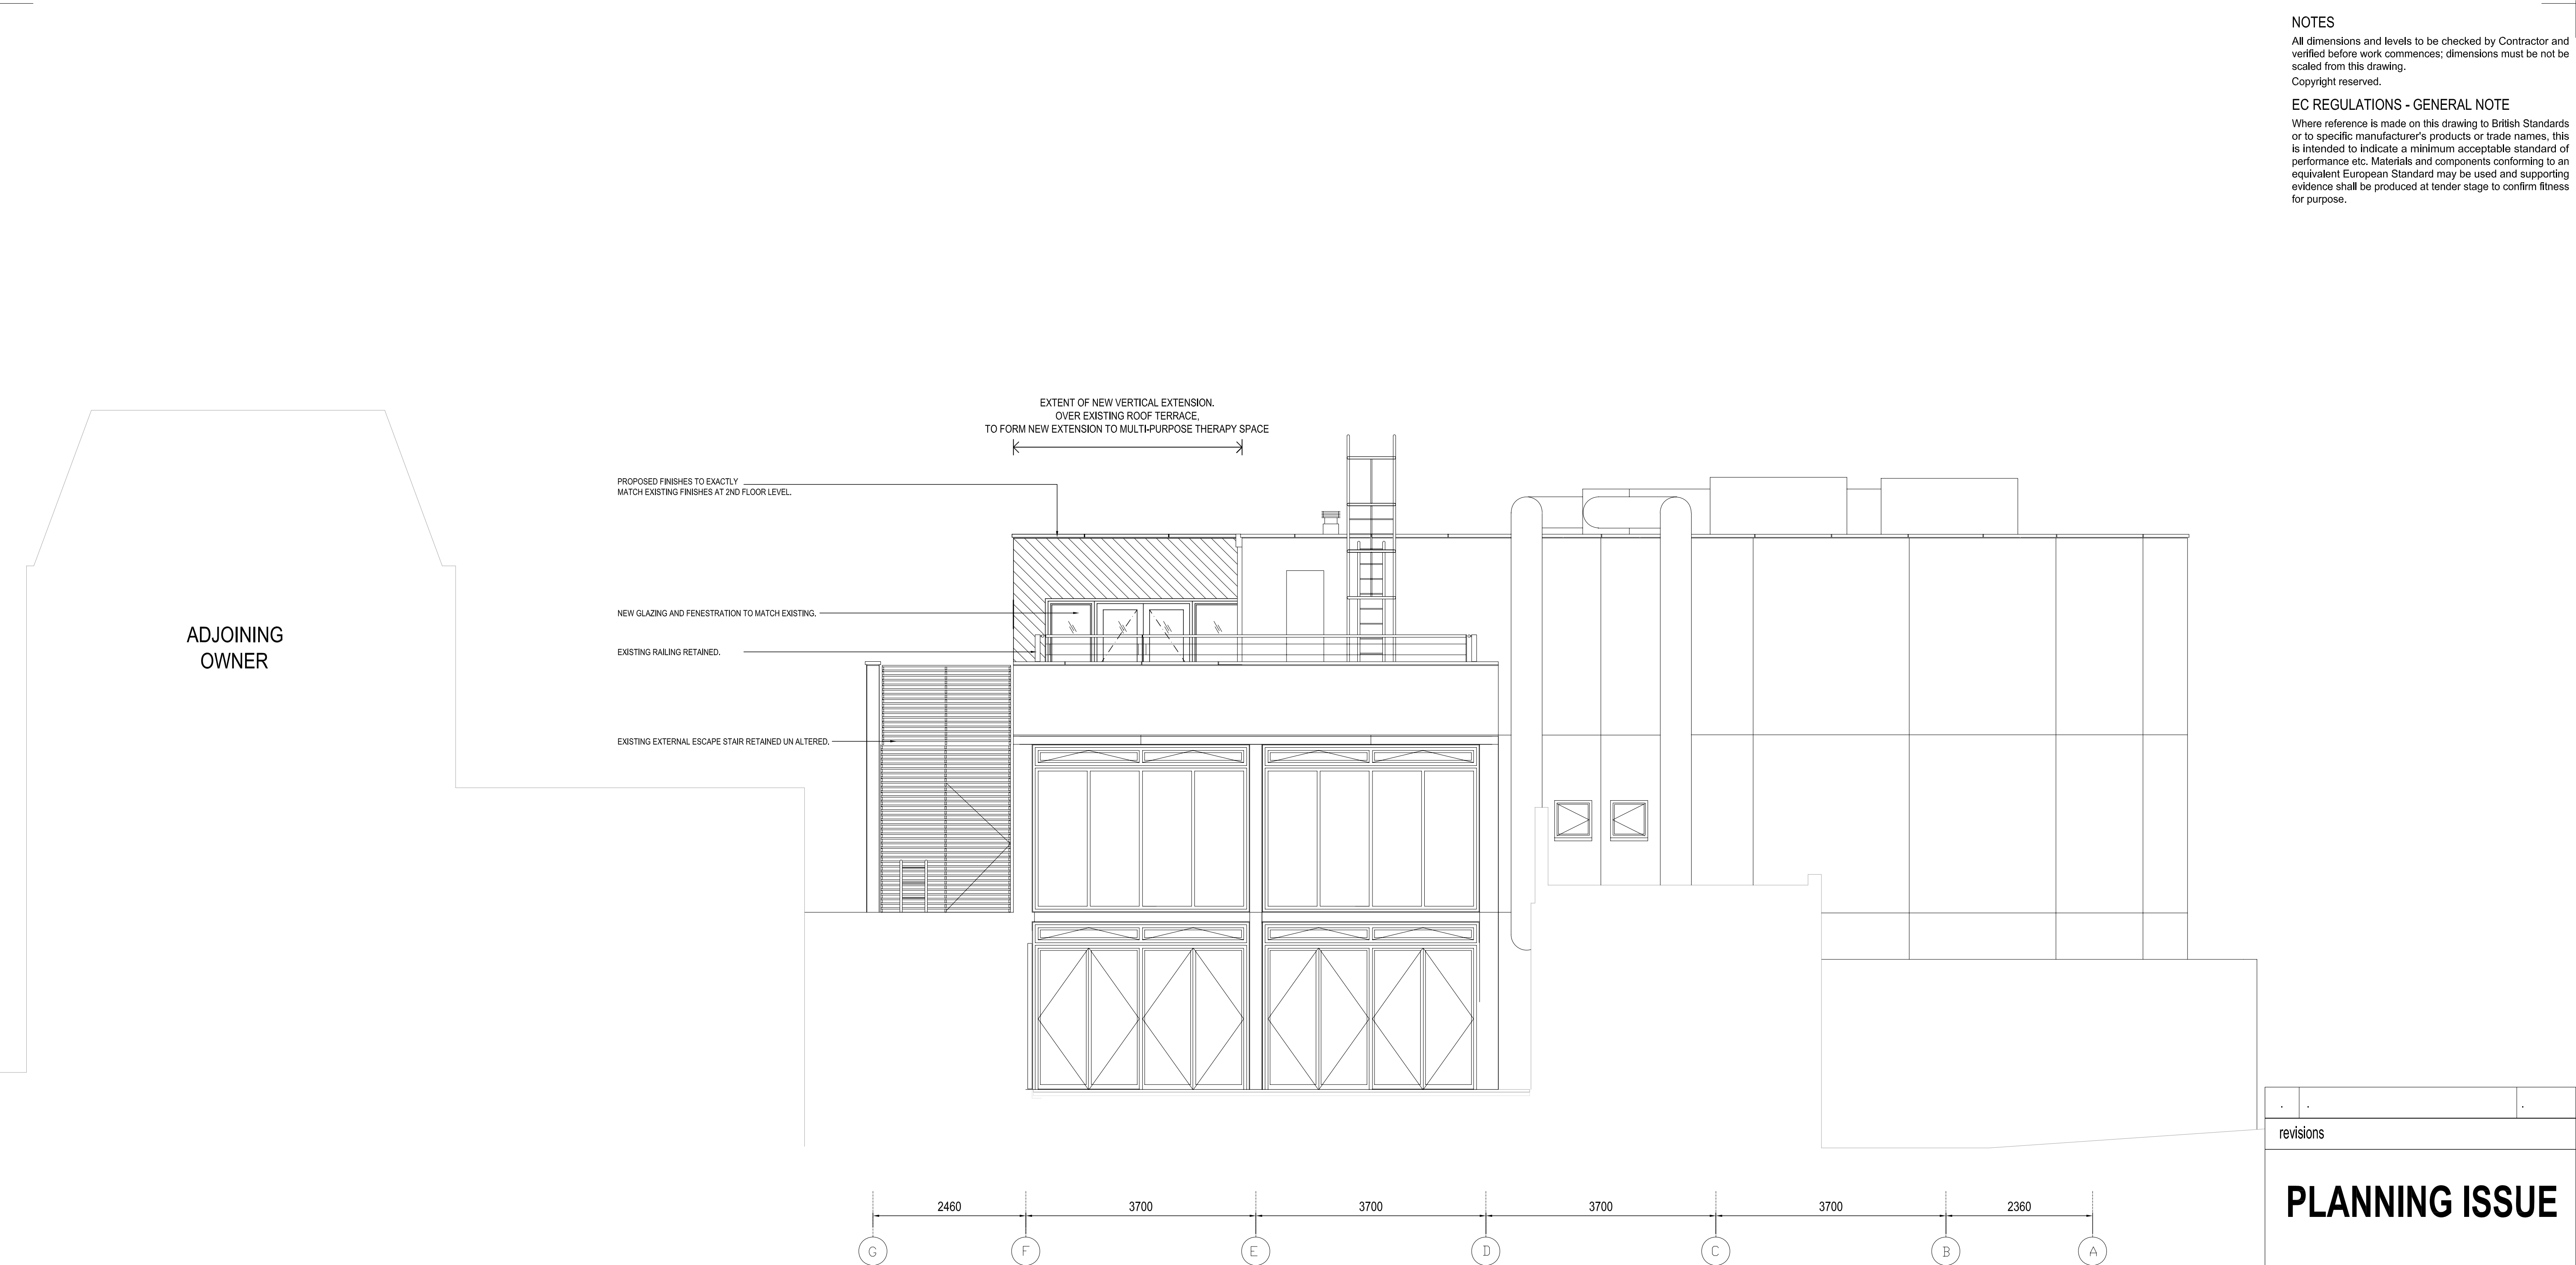 NOTES
All dimensions and levels to be checked by Contractor and
verified before work commences; dimensions must be not be
scaled from this drawing.
Copyright reserved.
EC REGULATIONS - GENERAL NOTE
Where reference is made on this drawing to British Standards
or to specific manufacturer's products or trade names, this
is intended to indicate a minimum acceptable standard of
performance etc. Materials and components conforming to an
equivalent European Standard may be used and supporting
evidence shall be produced at tender stage to confirm fitness
for purpose.
EXTENT OF NEW VERTICAL EXTENSION.
OVER EXISTING ROOF TERRACE,
TO FORM NEW EXTENSION TO MULTI-PURPOSE THERAPY SPACE
PROPOSED FINISHES TO EXACTLY
MATCH EXISTING FINISHES AT 2ND FLOOR LEVEL.
NEW GLAZING AND FENESTRATION TO MATCH EXISTING.
EXISTING RAILING RETAINED.
EXISTING EXTERNAL ESCAPE STAIR RETAINED UN ALTERED.
ADJOINING
OWNER
. . .
revisions
PLANNING ISSUE
2460 3700 3700 3700 3700 2360
G F E D C B A